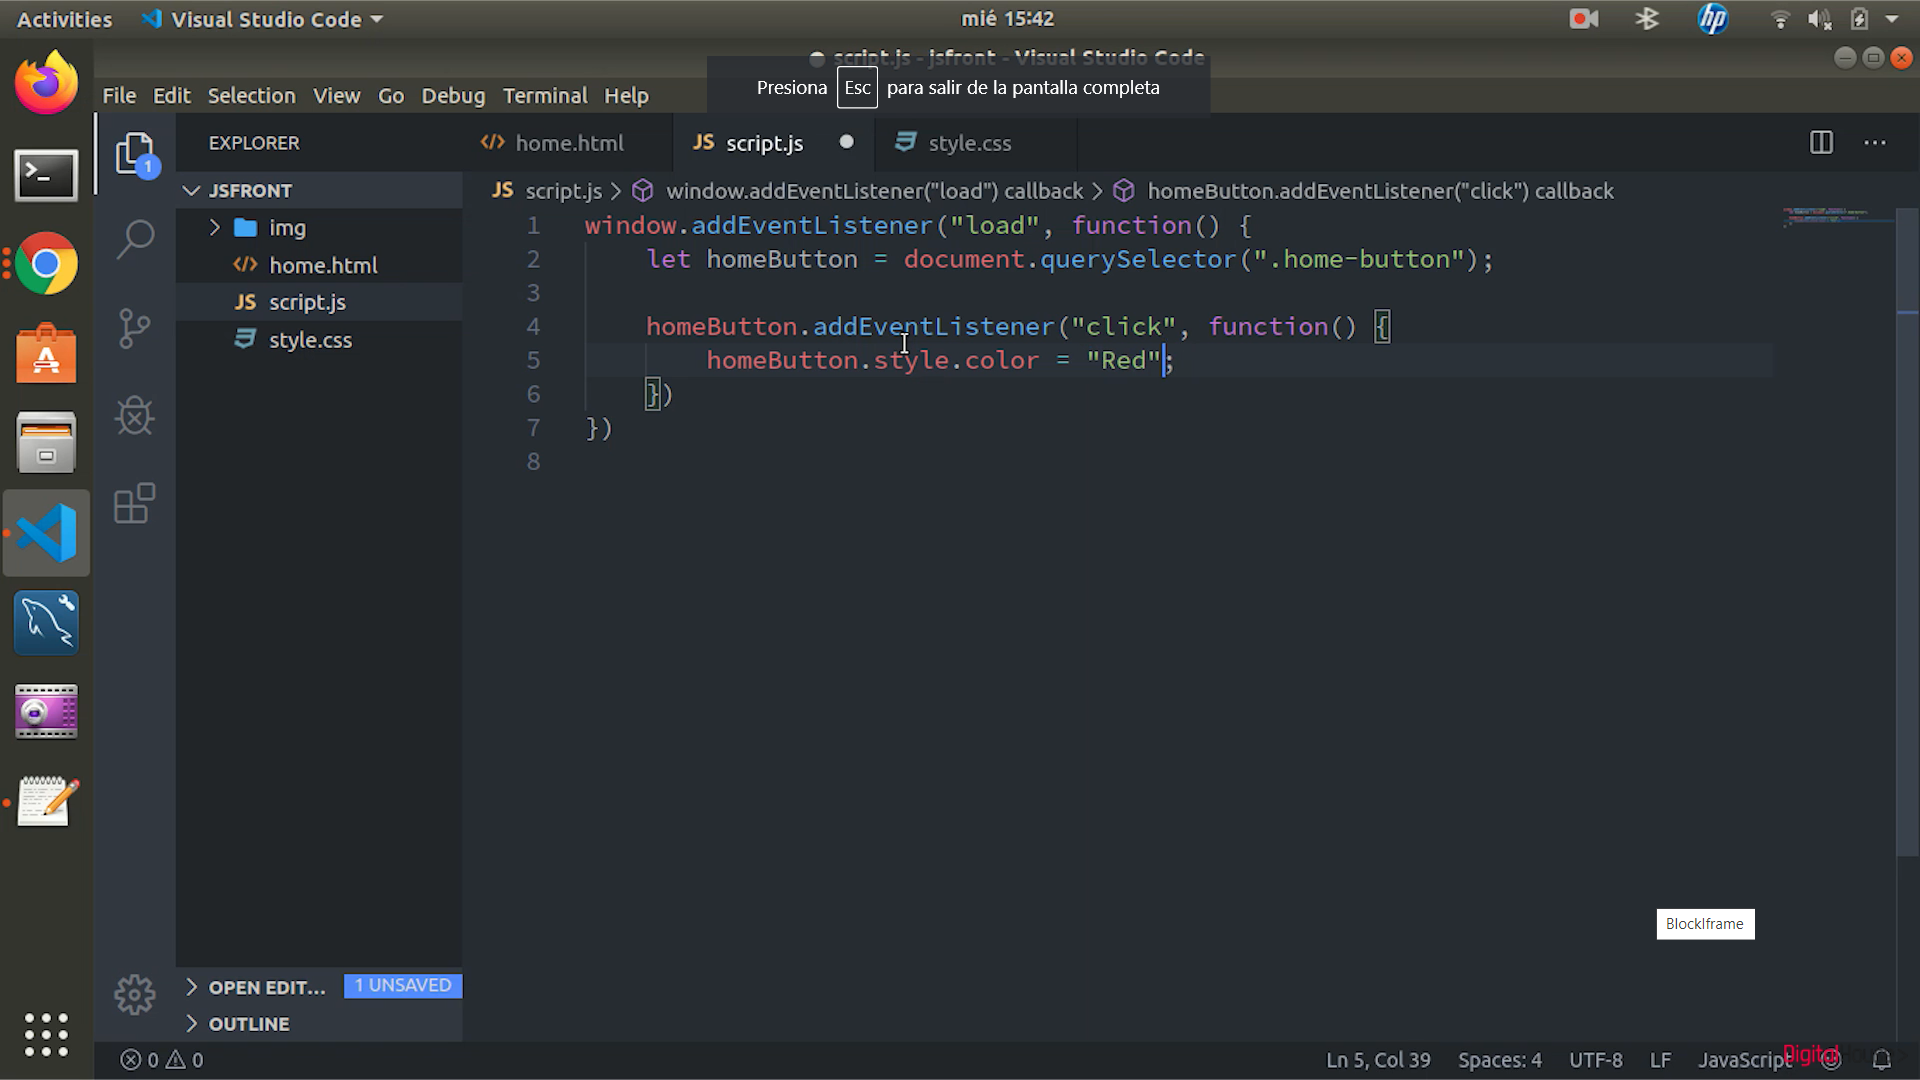 Activities Visual Studio Code mié 15:42
script.js - jsfront - Visual Studio Code
Presiona Esc para salir de la pantalla completa
File Edit Selection View Go Debug Terminal Help
EXPLORER
JSFRONT
img
home.html
JS script.js
style.css
home.html JS script.js style.css
JS script.js > window.addEventListener("load") callback > homeButton.addEventListener("click") callback
1 window.addEventListener("load", function() {
2 let homeButton = document.querySelector(".home-button");
3
4 homeButton.addEventListener("click", function() {
5 homeButton.style.color = "Red";
6 })
7 })
8
1
hp
BlockIframe
OPEN EDIT... 1 UNSAVED
OUTLINE
0 0 Ln 5, Col 39 Spaces: 4 UTF-8 LF JavaScript
Digital